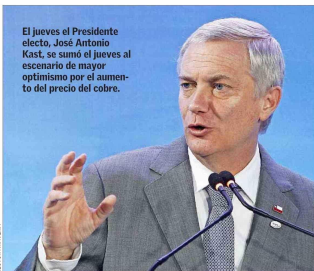 El jueves el Presidente
electo, José Antonio
Kast, se sumó el jueves al
escenario de mayor
optimismo por el aumen-
to del precio del cobre.